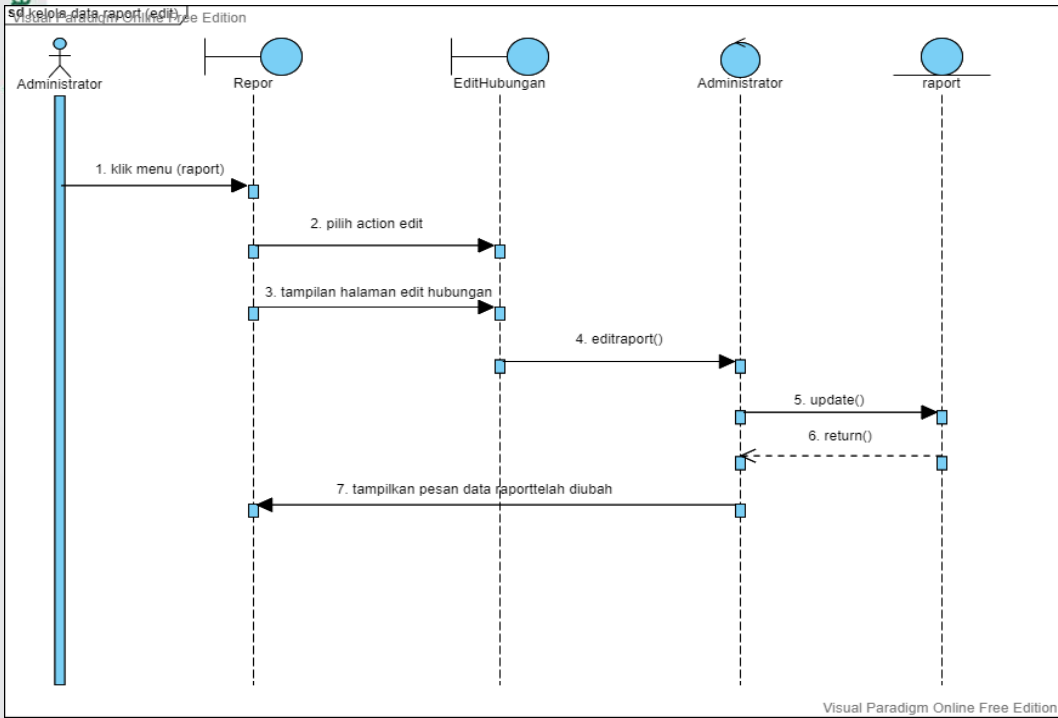 sd kelola data raport (edit)
Visual Paradigm Online Free Edition
Administrator
Repor
EditHubungan
Administrator
raport
1. klik menu (raport)
2. pilih action edit
3. tampilan halaman edit hubungan
4. editraport()
5. update()
6. return()
7. tampilkan pesan data raporttelah diubah
Visual Paradigm Online Free Edition